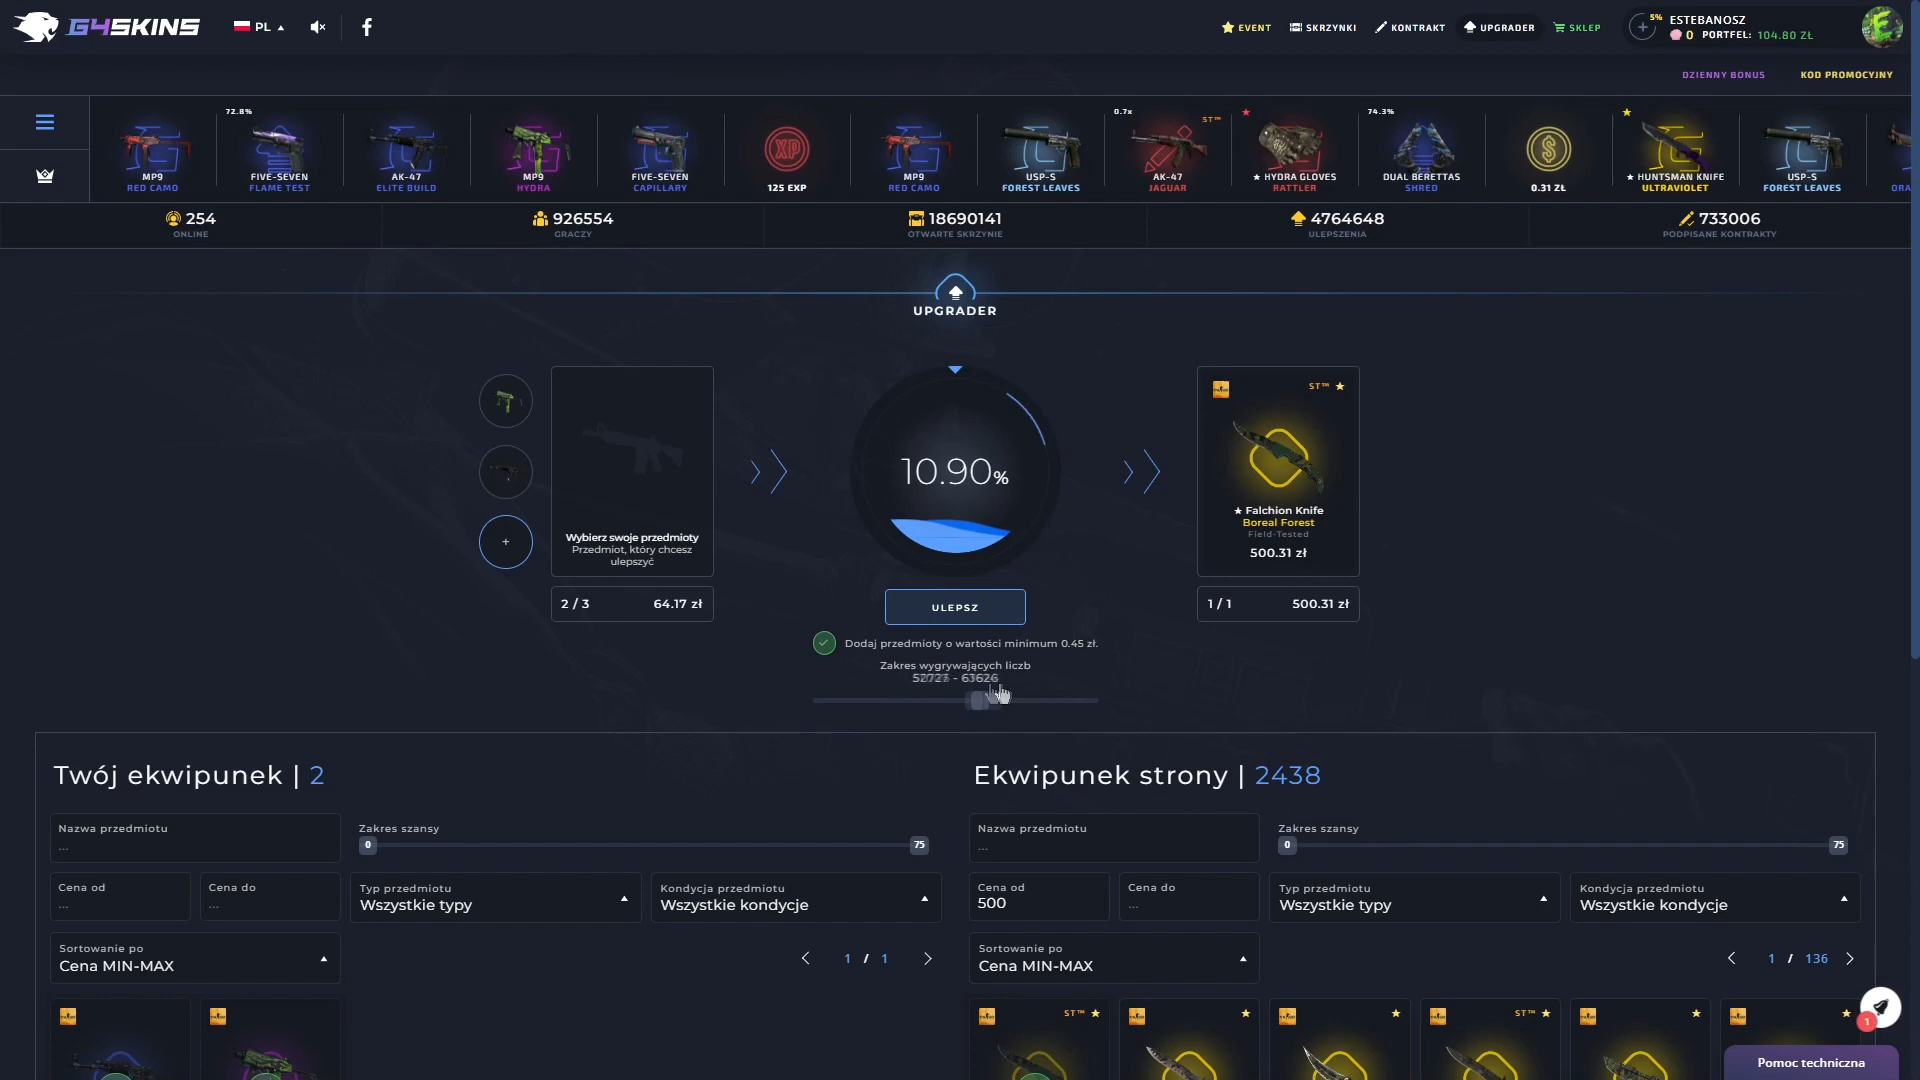 G4SKINS
PL
EVENT
SKRZYNKI
KONTRAKT
UPGRADER
SKLEP
5%
ESTEBANOSZ
0 PORTFEL: 104.80 ZŁ
DZIENNY BONUS
KOD PROMOCYJNY
MP9
RED CAMO
72.8%
FIVE-SEVEN
FLAME TEST
AK-47
ELITE BUILD
MP9
HYDRA
FIVE-SEVEN
CAPILLARY
XP
125 EXP
MP9
RED CAMO
USP-S
FOREST LEAVES
0.7x
ST™
AK-47
JAGUAR
★ HYDRA GLOVES
RATTLER
74.3%
DUAL BERETTAS
SHRED
$
0.31 ZŁ
★ HUNTSMAN KNIFE
ULTRAVIOLET
USP-S
FOREST LEAVES
254
ONLINE
926554
GRACZY
18690141
OTWARTE SKRZYNIE
4764648
ULEPSZENIA
733006
PODPISANE KONTRAKTY
UPGRADER
Wybierz swoje przedmioty
Przedmiot, który chcesz
ulepszyć
2 / 3 64.17 zł
10.90%
ULEPSZ
Dodaj przedmioty o wartości minimum 0.45 zł.
Zakres wygrywających liczb
ST™ ★
★ Falchion Knife
Boreal Forest
Field-Tested
500.31 zł
1 / 1 500.31 zł
Twój ekwipunek | 2
Nazwa przedmiotu
...
Zakres szansy
0 75
Cena od
...
Cena do
...
Typ przedmiotu
Wszystkie typy
Kondycja przedmiotu
Wszystkie kondycje
Sortowanie po
Cena MIN-MAX
1 / 1
Ekwipunek strony | 2438
Nazwa przedmiotu
...
Zakres szansy
0 75
Cena od
500
Cena do
...
Typ przedmiotu
Wszystkie typy
Kondycja przedmiotu
Wszystkie kondycje
Sortowanie po
Cena MIN-MAX
1 / 136
ST™ ★
ST™ ★
1
Pomoc techniczna